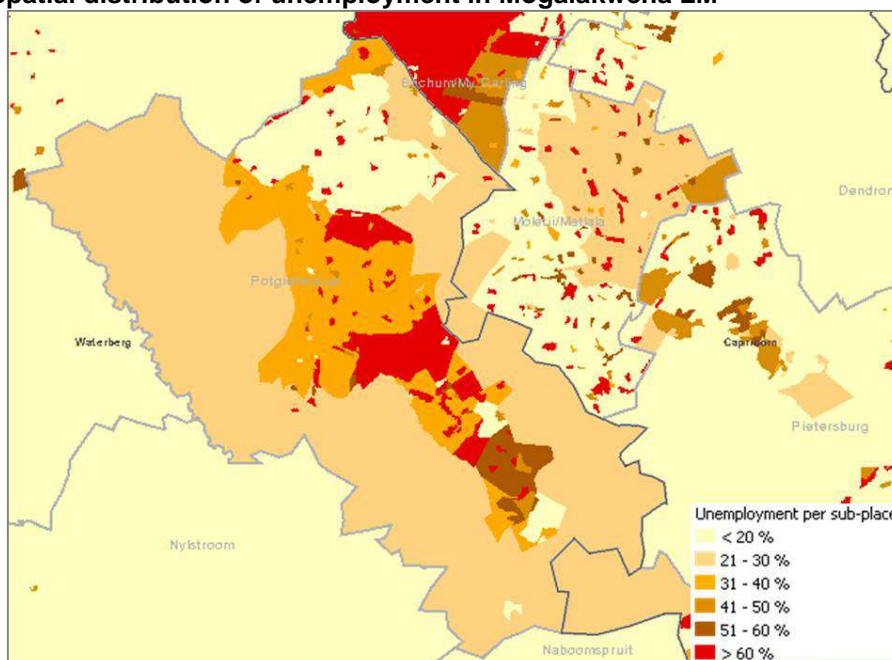 spatial distribution of unemployment in Mogalakwena LM
Bochum/My Darling
Dendron
Moletji/Matlala
Potgietersrus
Waterberg
Capricorn
Pietersburg
Nylstroom
Naboomspruit
Unemployment per sub-place
< 20 %
21 - 30 %
31 - 40 %
41 - 50 %
51 - 60 %
> 60 %